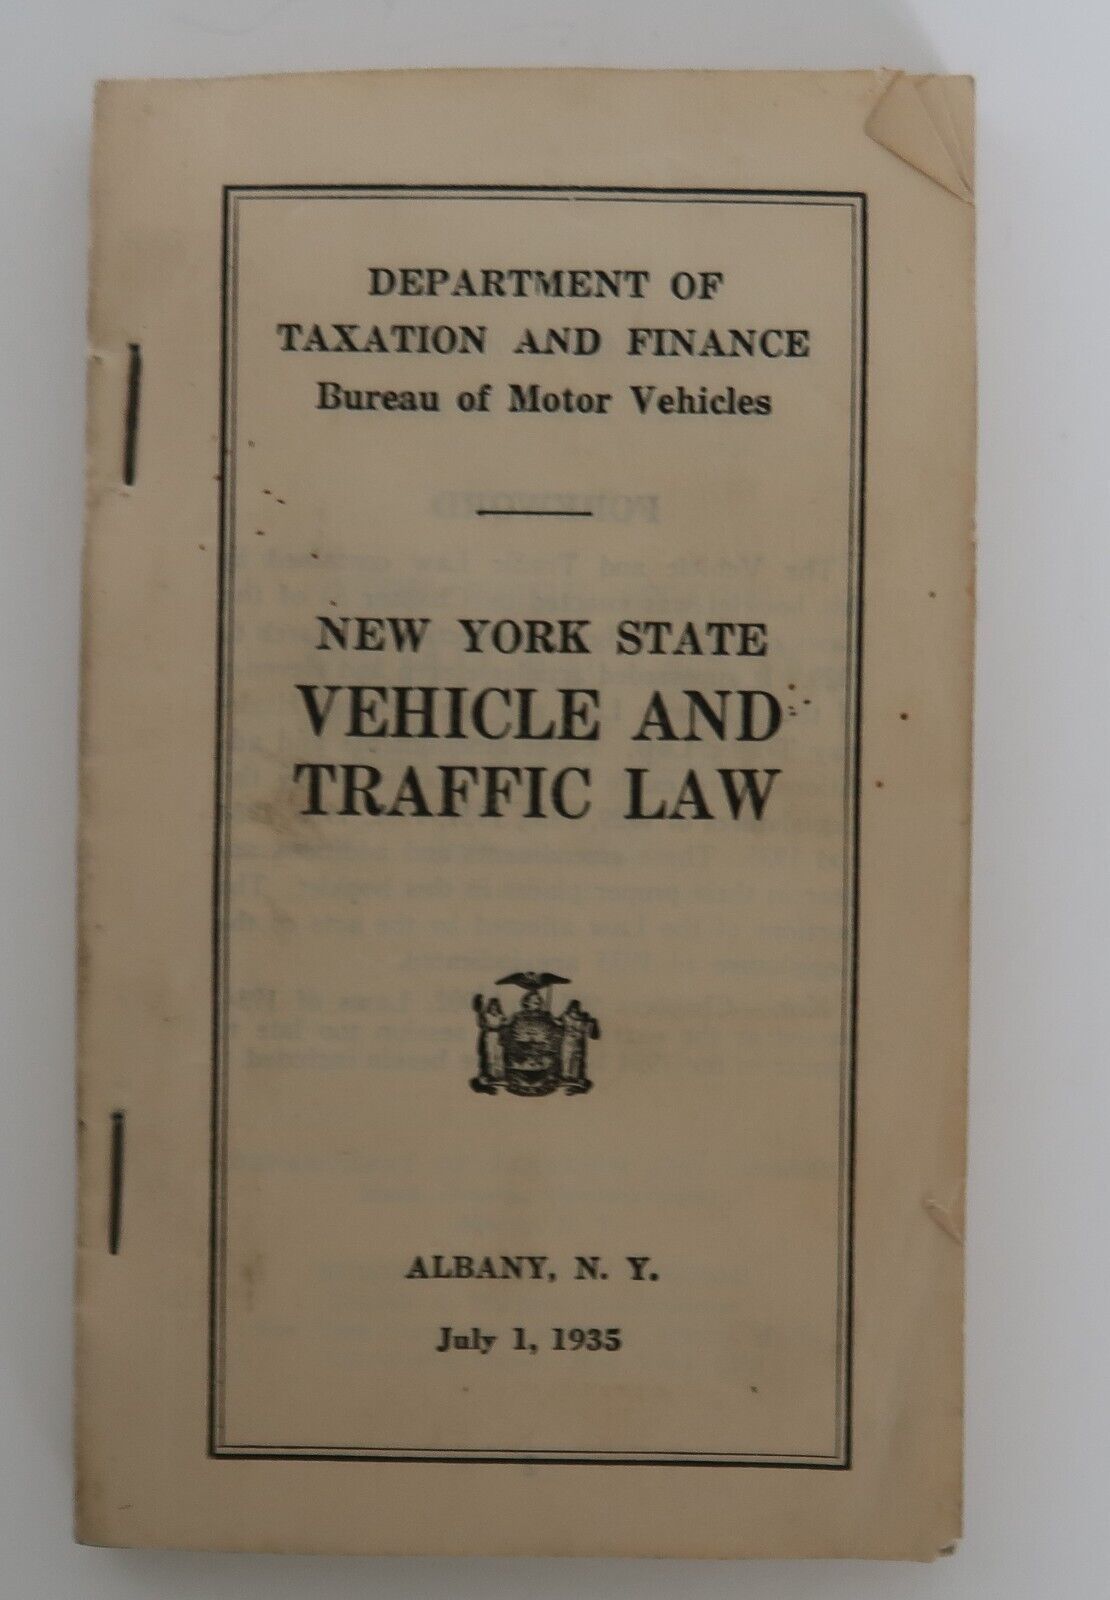 DEPARTMENT OF
TAXATION AND FINANCE
Bureau of Motor Vehicles
NEW YORK STATE
VEHICLE AND
TRAFFIC LAW
ALBANY, N. Y.
July 1, 1935